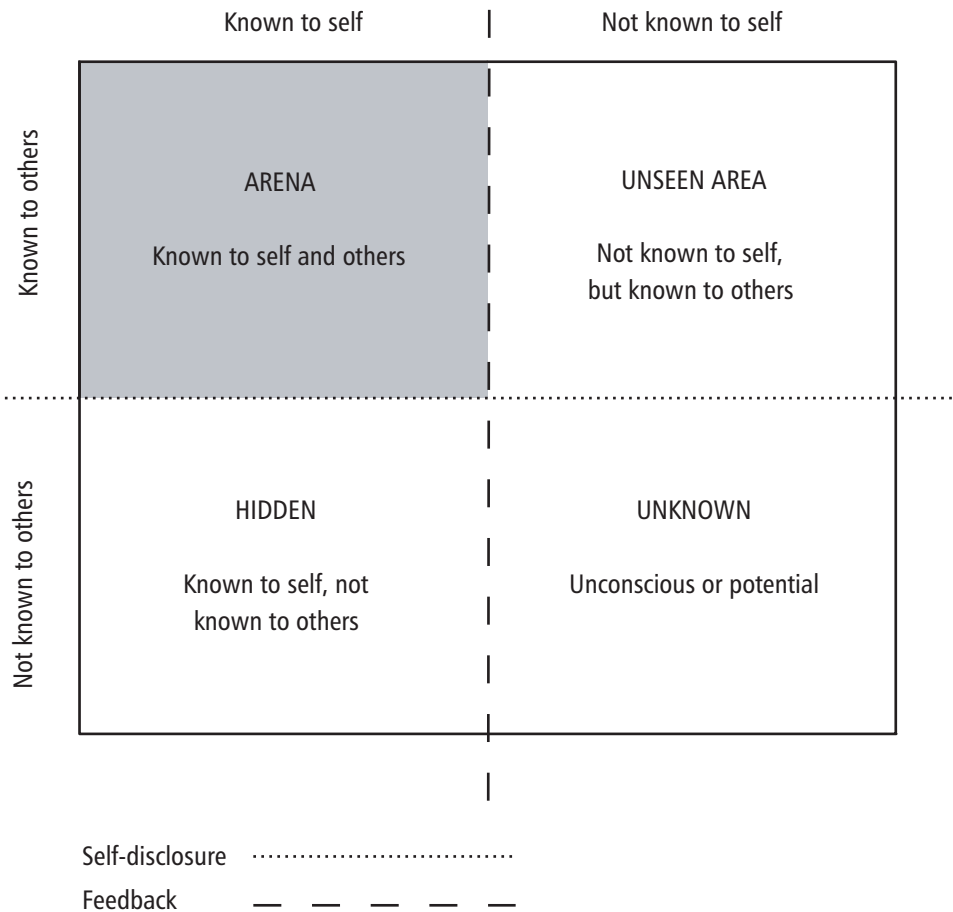 Known to self
Not known to self
Known to others
ARENA
Known to self and others
UNSEEN AREA
Not known to self,
but known to others
Not known to others
HIDDEN
Known to self, not
known to others
UNKNOWN
Unconscious or potential
Self-disclosure
Feedback